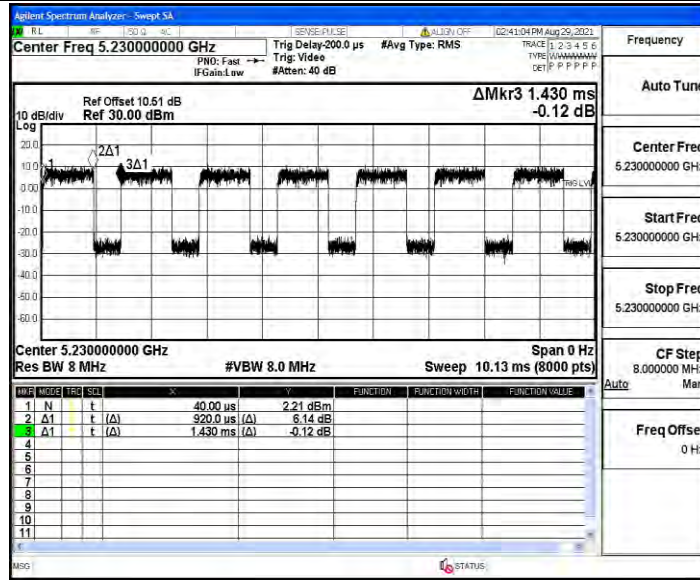 Agilent Spectrum Analyzer - Swept SA
RL RF 50 Ω AC SENSE:PULSE ALIGN OFF 02:41:04 PM Aug 29, 2021
Center Freq 5.230000000 GHz
PNO: Fast
IFGain:Low
Trig Delay-200.0 µs
Trig: Video
#Atten: 40 dB
#Avg Type: RMS
TRACE 1 2 3 4 5 6
TYPE WWWWWW
DET P P P P P P
Frequency
Auto Tune
Ref Offset 10.51 dB
10 dB/div Ref 30.00 dBm
ΔMkr3 1.430 ms
-0.12 dB
Log
20.0
10.0
0.00
-10.0
-20.0
-30.0
-40.0
-50.0
-60.0
1
2Δ1
3Δ1
TRIG LVL
Center Freq
5.230000000 GHz
Start Freq
5.230000000 GHz
Stop Freq
5.230000000 GHz
Center 5.230000000 GHz Span 0 Hz
Res BW 8 MHz #VBW 8.0 MHz Sweep 10.13 ms (8000 pts)
CF Step
8.000000 MHz
Auto Man
MKR MODE TRC SCL X Y FUNCTION FUNCTION WIDTH FUNCTION VALUE
1 N t 40.00 µs 2.21 dBm
2 Δ1 t (Δ) 920.0 µs (Δ) 6.14 dB
3 Δ1 t (Δ) 1.430 ms (Δ) -0.12 dB
4
5
6
7
8
9
10
11
Freq Offset
0 Hz
MSG STATUS